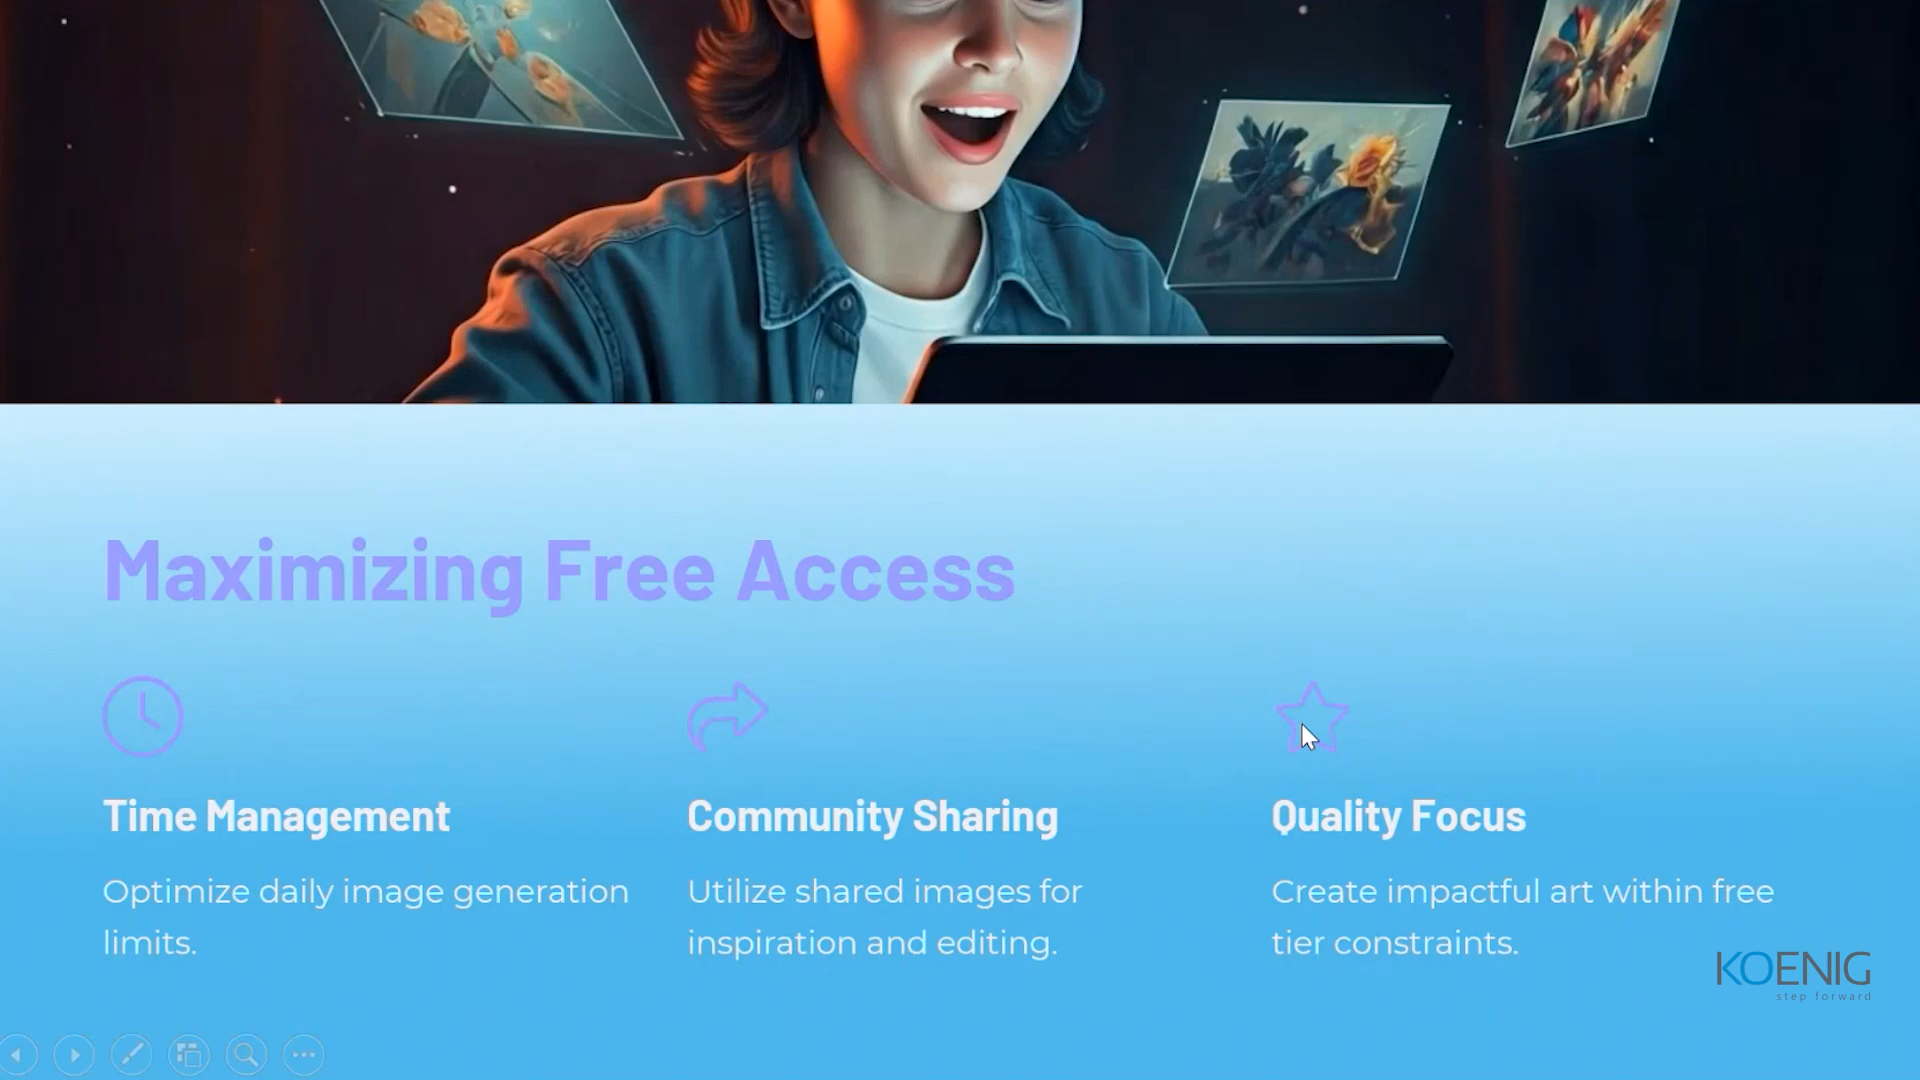 Maximizing Free Access
Time Management
Optimize daily image generation
limits.
Community Sharing
Utilize shared images for
inspiration and editing.
Quality Focus
Create impactful art within free
tier constraints.
KOENIG
step forward